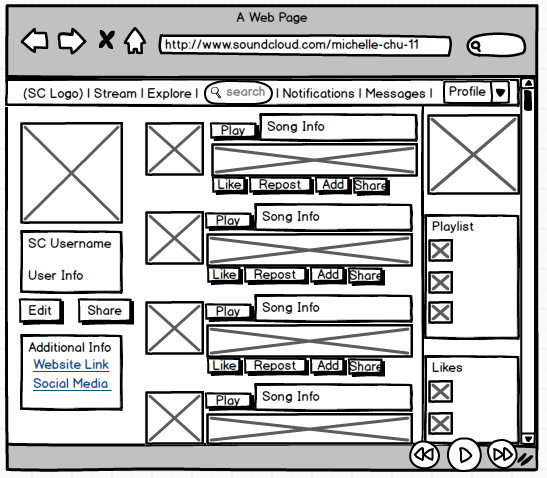 A Web Page
http://www.soundcloud.com/michelle-chu-11
(SC Logo) | Stream | Explore | search | Notifications | Messages | Profile
SC Username
User Info
Edit Share
Additional Info
Website Link
Social Media
Play Song Info
Like Repost Add Share
Play Song Info
Like Repost Add Share
Play Song Info
Like Repost Add Share
Play Song Info
Playlist
Likes